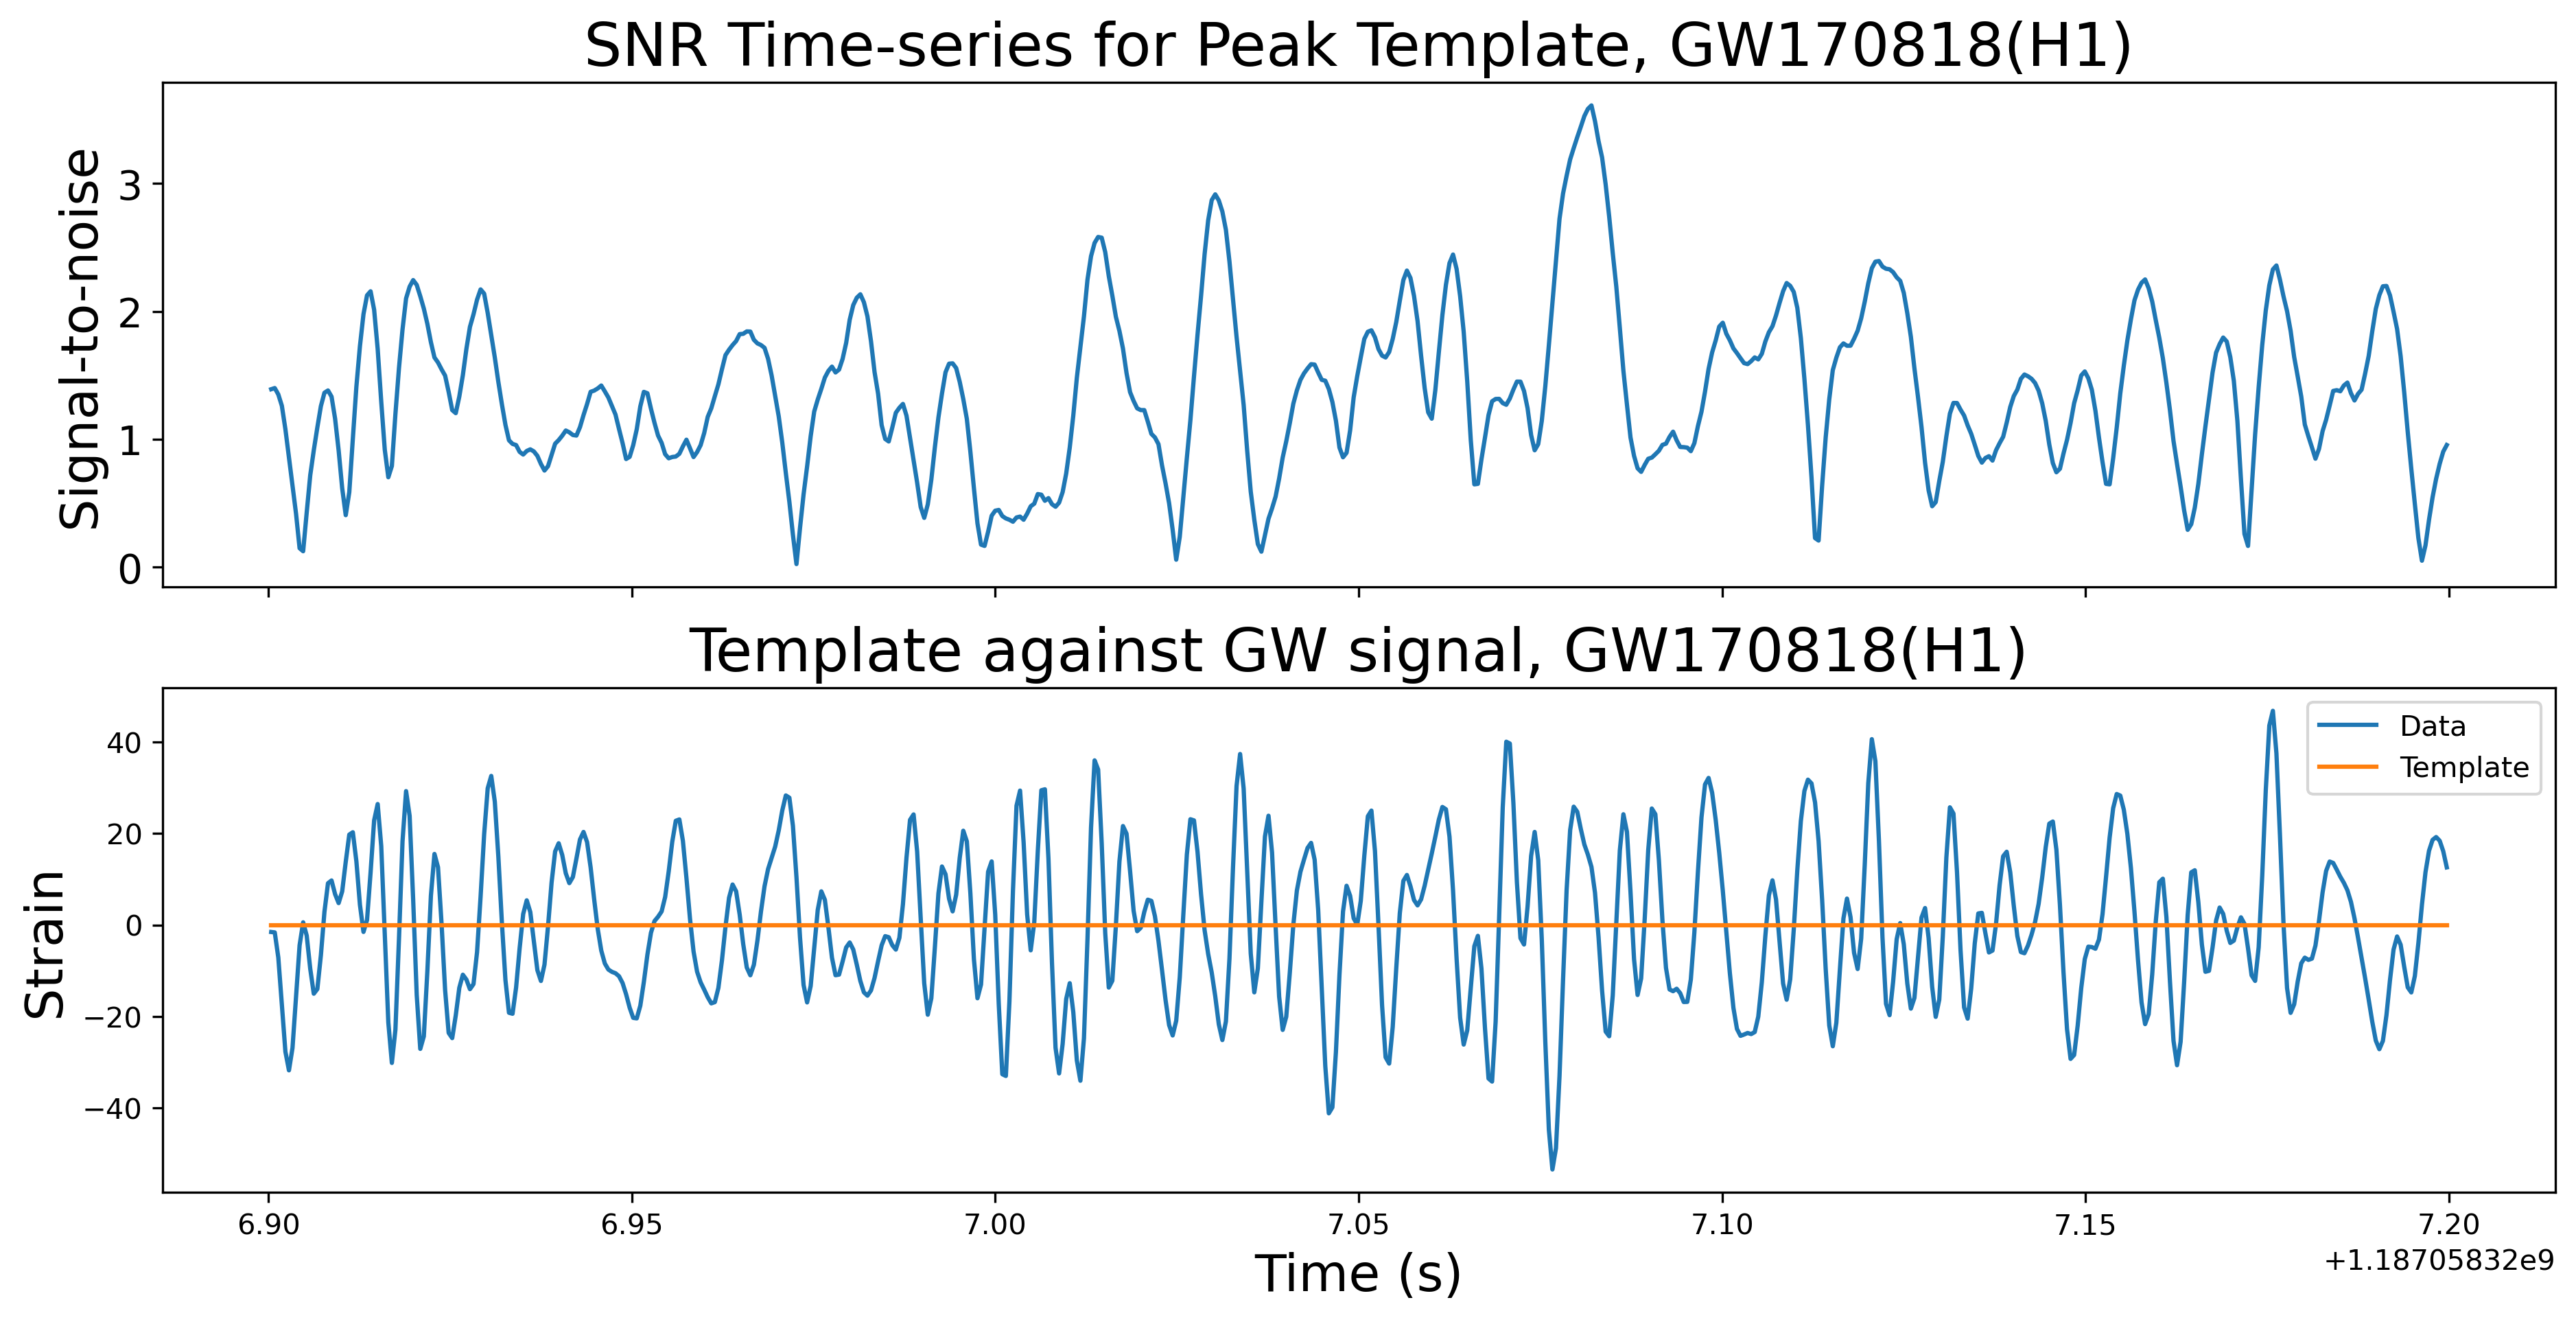 SNR Time-series for Peak Template, GW170818(H1)
Signal-to-noise
3
2
1
0
Template against GW signal, GW170818(H1)
Strain
40
20
0
−20
−40
Data
Template
6.90 6.95 7.00 7.05 7.10 7.15 7.20
+1.18705832e9
Time (s)